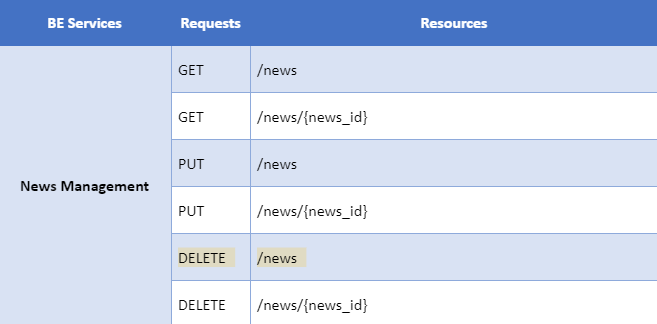 BE Services Requests Resources
GET /news
GET /news/{news_id}
PUT /news
News Management
PUT /news/{news_id}
DELETE /news
DELETE /news/{news_id}